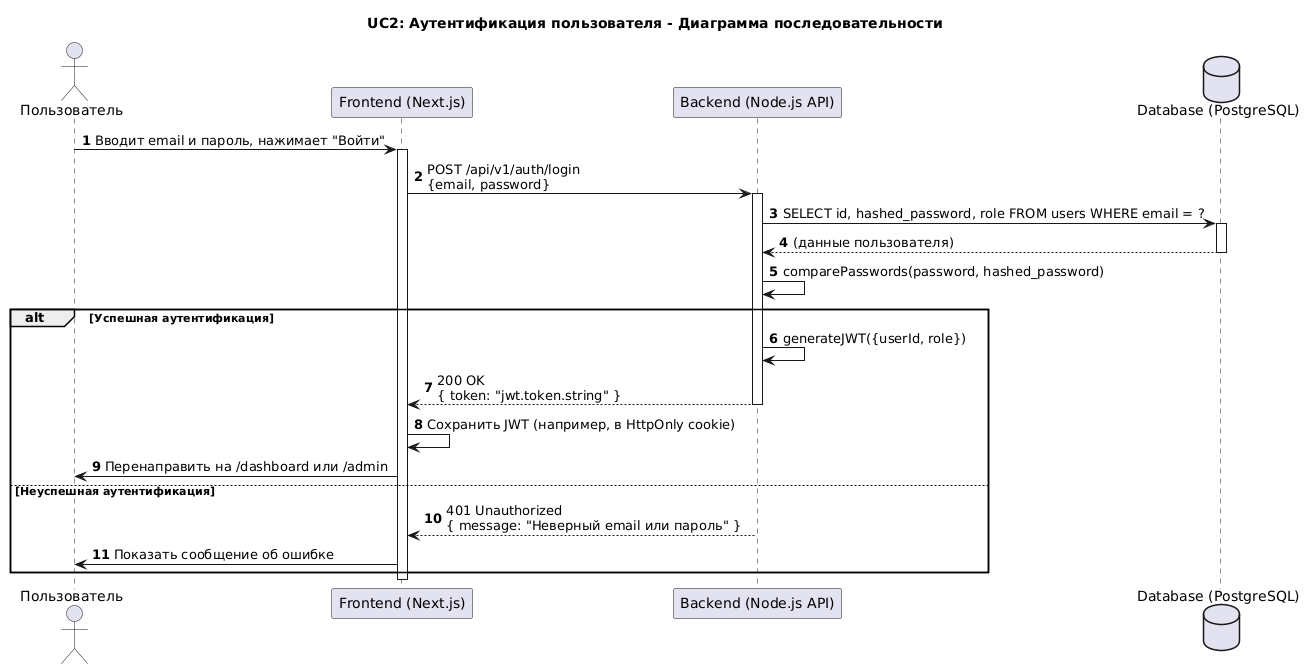 UC2: Аутентификация пользователя - Диаграмма последовательности
Пользователь
Frontend (Next.js)
Backend (Node.js API)
Database (PostgreSQL)
1 Вводит email и пароль, нажимает "Войти"
2 POST /api/v1/auth/login
{email, password}
3 SELECT id, hashed_password, role FROM users WHERE email = ?
4 (данные пользователя)
5 comparePasswords(password, hashed_password)
alt [Успешная аутентификация]
6 generateJWT({userId, role})
7 200 OK
{ token: "jwt.token.string" }
8 Сохранить JWT (например, в HttpOnly cookie)
9 Перенаправить на /dashboard или /admin
[Неуспешная аутентификация]
10 401 Unauthorized
{ message: "Неверный email или пароль" }
11 Показать сообщение об ошибке
Пользователь
Frontend (Next.js)
Backend (Node.js API)
Database (PostgreSQL)